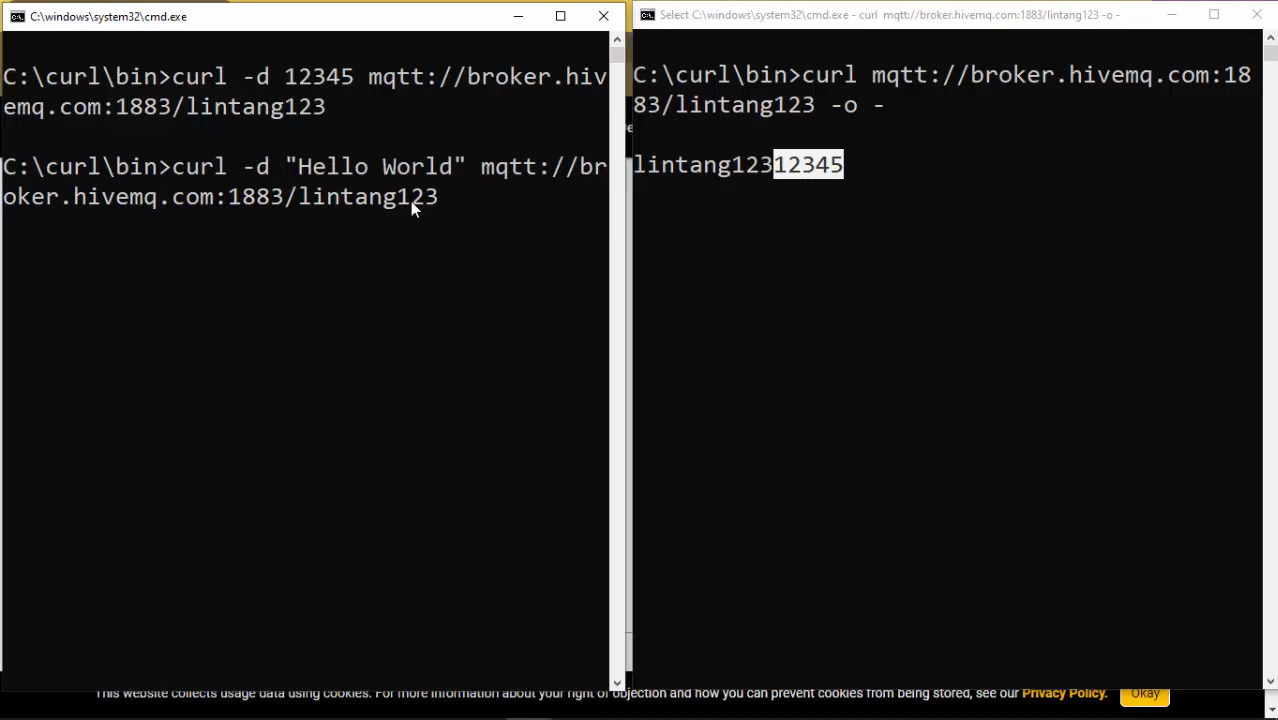 C:\windows\system32\cmd.exe
C:\curl\bin>curl -d 12345 mqtt://broker.hiv
emq.com:1883/lintang123
C:\curl\bin>curl -d "Hello World" mqtt://br
oker.hivemq.com:1883/lintang123
Select C:\windows\system32\cmd.exe - curl mqtt://broker.hivemq.com:1883/lintang123 -o -
C:\curl\bin>curl mqtt://broker.hivemq.com:18
83/lintang123 -o -
lintang12312345
This website collects usage data using cookies. For more information about your right of objection and how you can prevent cookies from being stored, see our Privacy Policy.
Okay